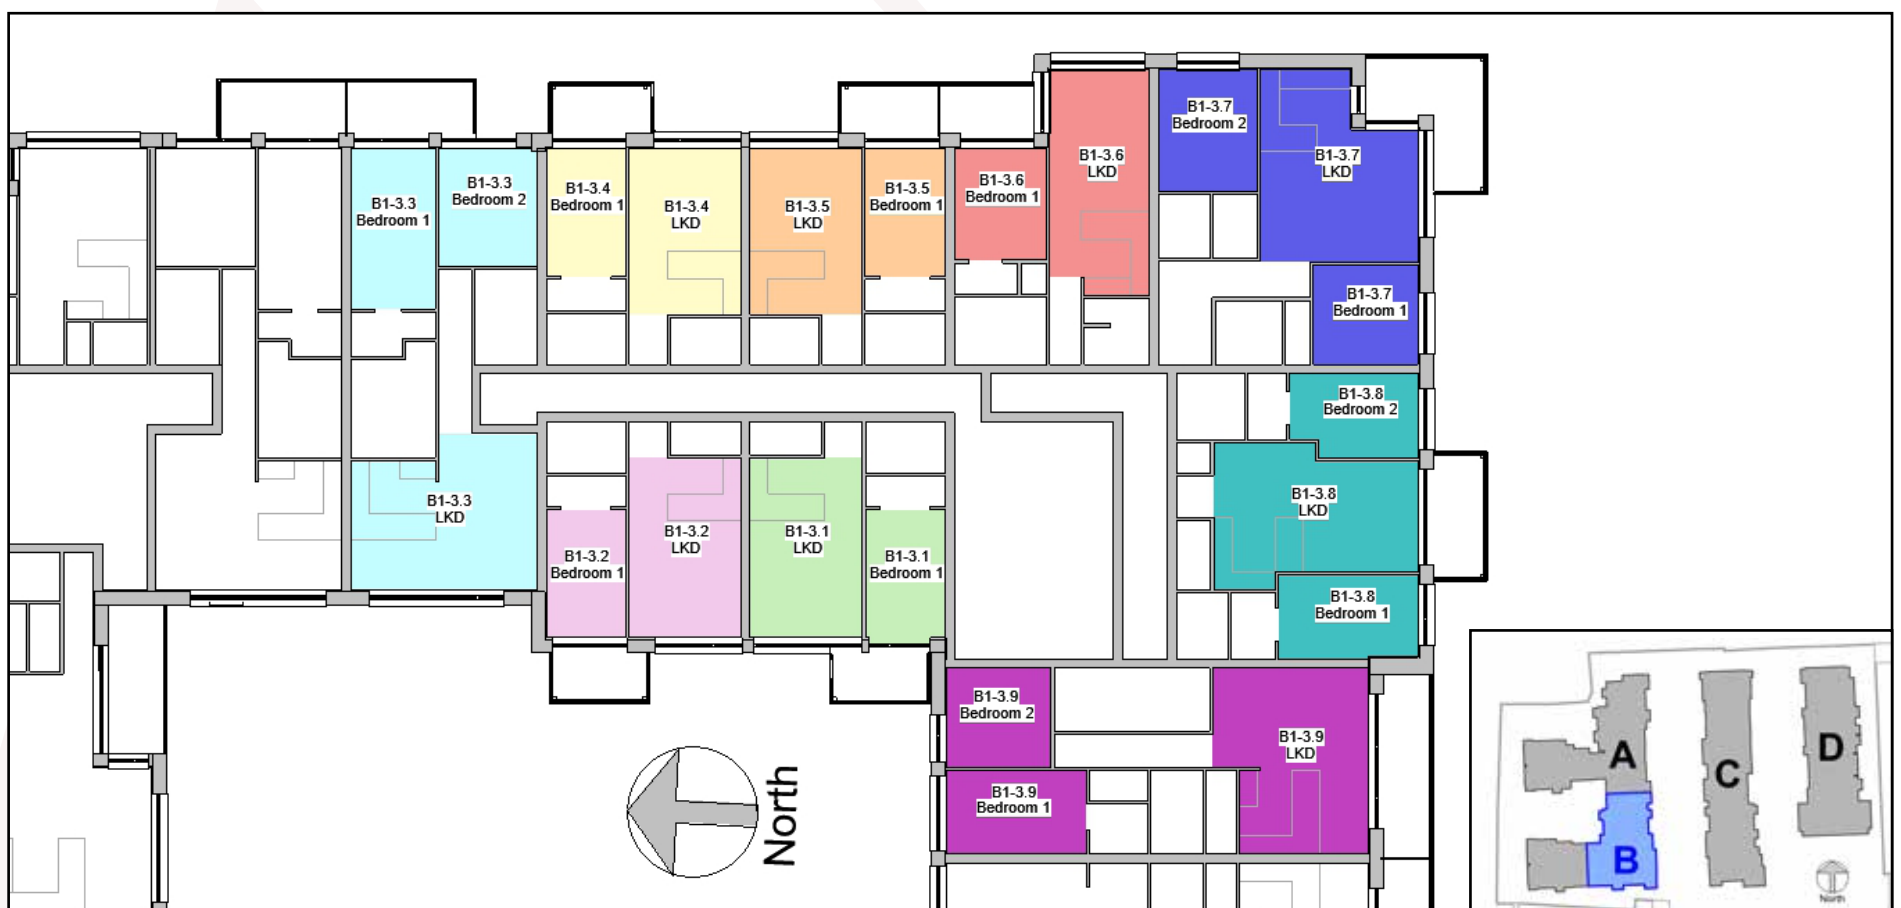 B1-3.7
Bedroom 2
B1-3.6
LKD
B1-3.7
LKD
B1-3.3
Bedroom 1
B1-3.3
Bedroom 2
B1-3.4
Bedroom 1
B1-3.4
LKD
B1-3.5
LKD
B1-3.5
Bedroom 1
B1-3.6
Bedroom 1
B1-3.7
Bedroom 1
B1-3.8
Bedroom 2
B1-3.3
LKD
B1-3.2
Bedroom 1
B1-3.2
LKD
B1-3.1
LKD
B1-3.1
Bedroom 1
B1-3.8
LKD
B1-3.8
Bedroom 1
B1-3.9
Bedroom 2
B1-3.9
LKD
B1-3.9
Bedroom 1
North
A
B
C
D
North